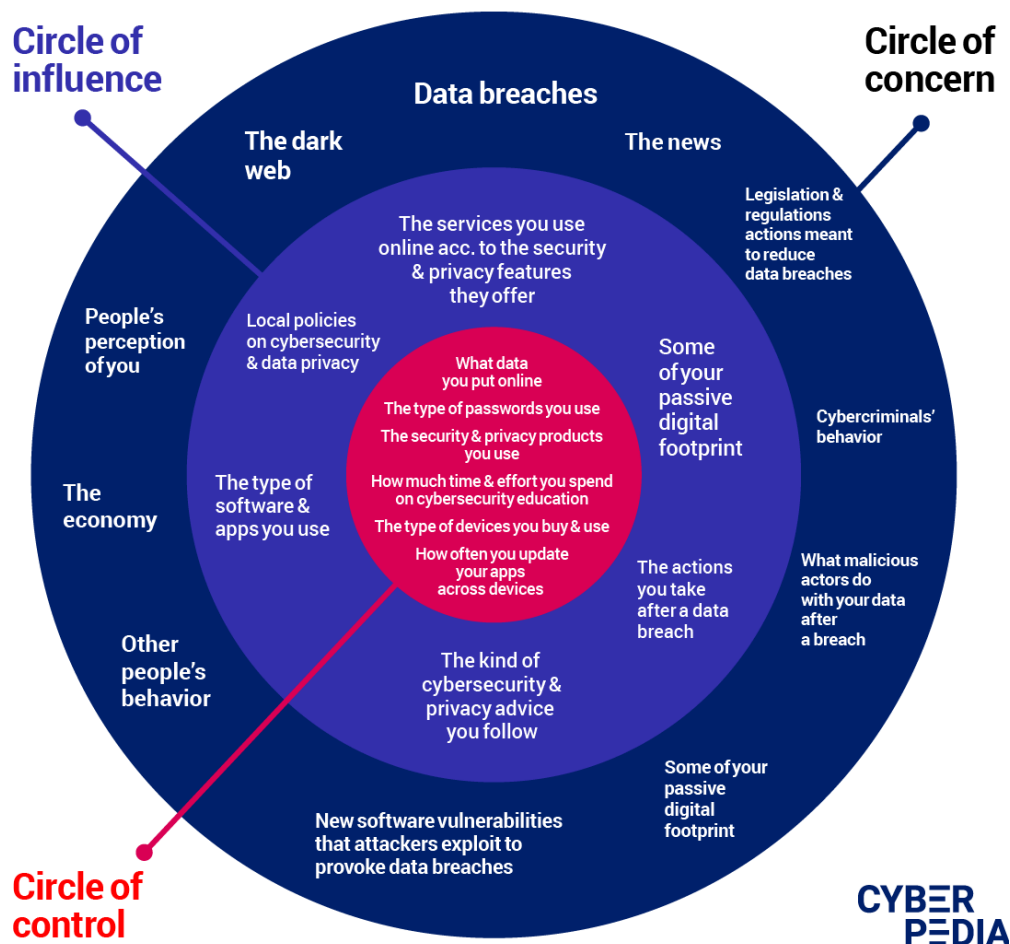 Circle of
influence
Circle of
concern
Data breaches
The dark
web
The news
Legislation &
regulations
actions meant
to reduce
data breaches
The services you use
online acc. to the security
& privacy features
they offer
People's
perception
of you
Local policies
on cybersecurity
& data privacy
Some
of your
passive
digital
footprint
What data
you put online
The type of passwords you use
The security & privacy products
you use
How much time & effort you spend
on cybersecurity education
The type of devices you buy & use
How often you update
your apps
across devices
Cybercriminals'
behavior
The
economy
The type of
software &
apps you use
The actions
you take
after a data
breach
What malicious
actors do
with your data
after
a breach
Other
people's
behavior
The kind of
cybersecurity &
privacy advice
you follow
Some of your
passive
digital
footprint
New software vulnerabilities
that attackers exploit to
provoke data breaches
Circle of
control
CYBER
PEDIA